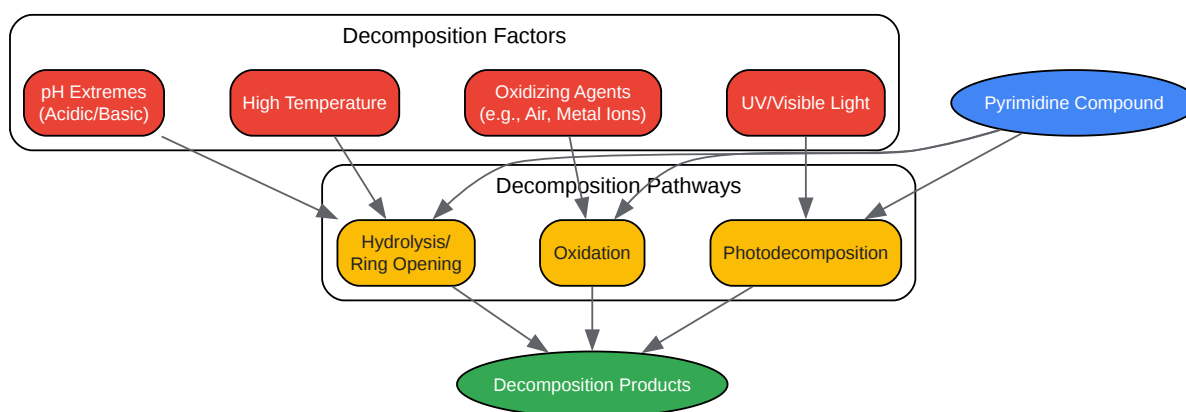 Decomposition Factors
pH Extremes
(Acidic/Basic)
High Temperature
Oxidizing Agents
(e.g., Air, Metal Ions)
UV/Visible Light
Pyrimidine Compound
Decomposition Pathways
Hydrolysis/
Ring Opening
Oxidation
Photodecomposition
Decomposition Products